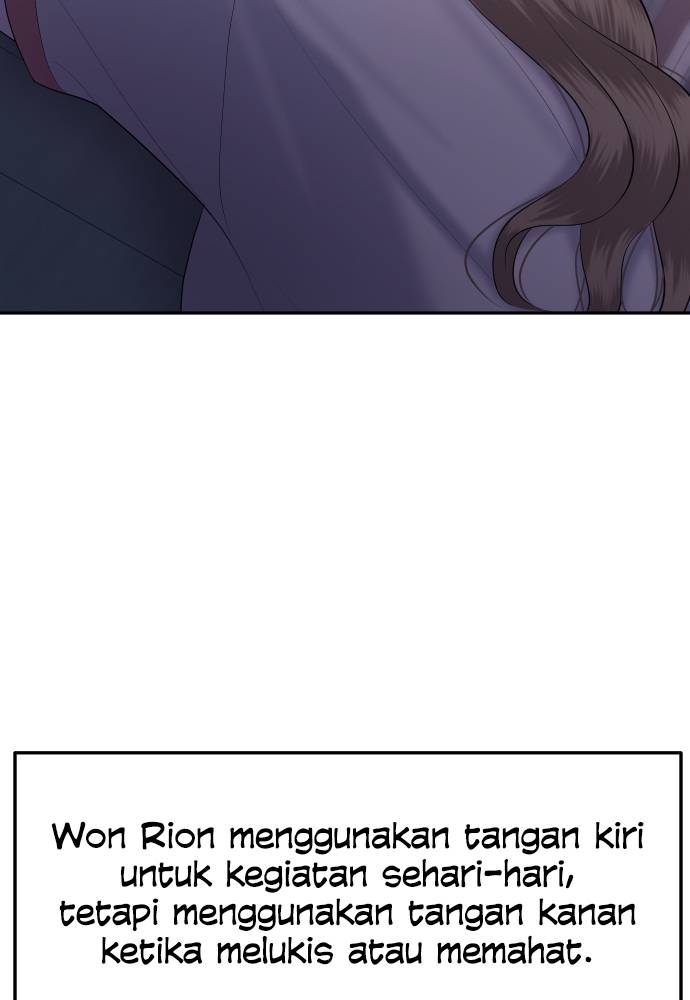 Won Rion menggunakan tangan kiri
untuk kegiatan sehari-hari,
tetapi menggunakan tangan kanan
ketika melukis atau memahat.